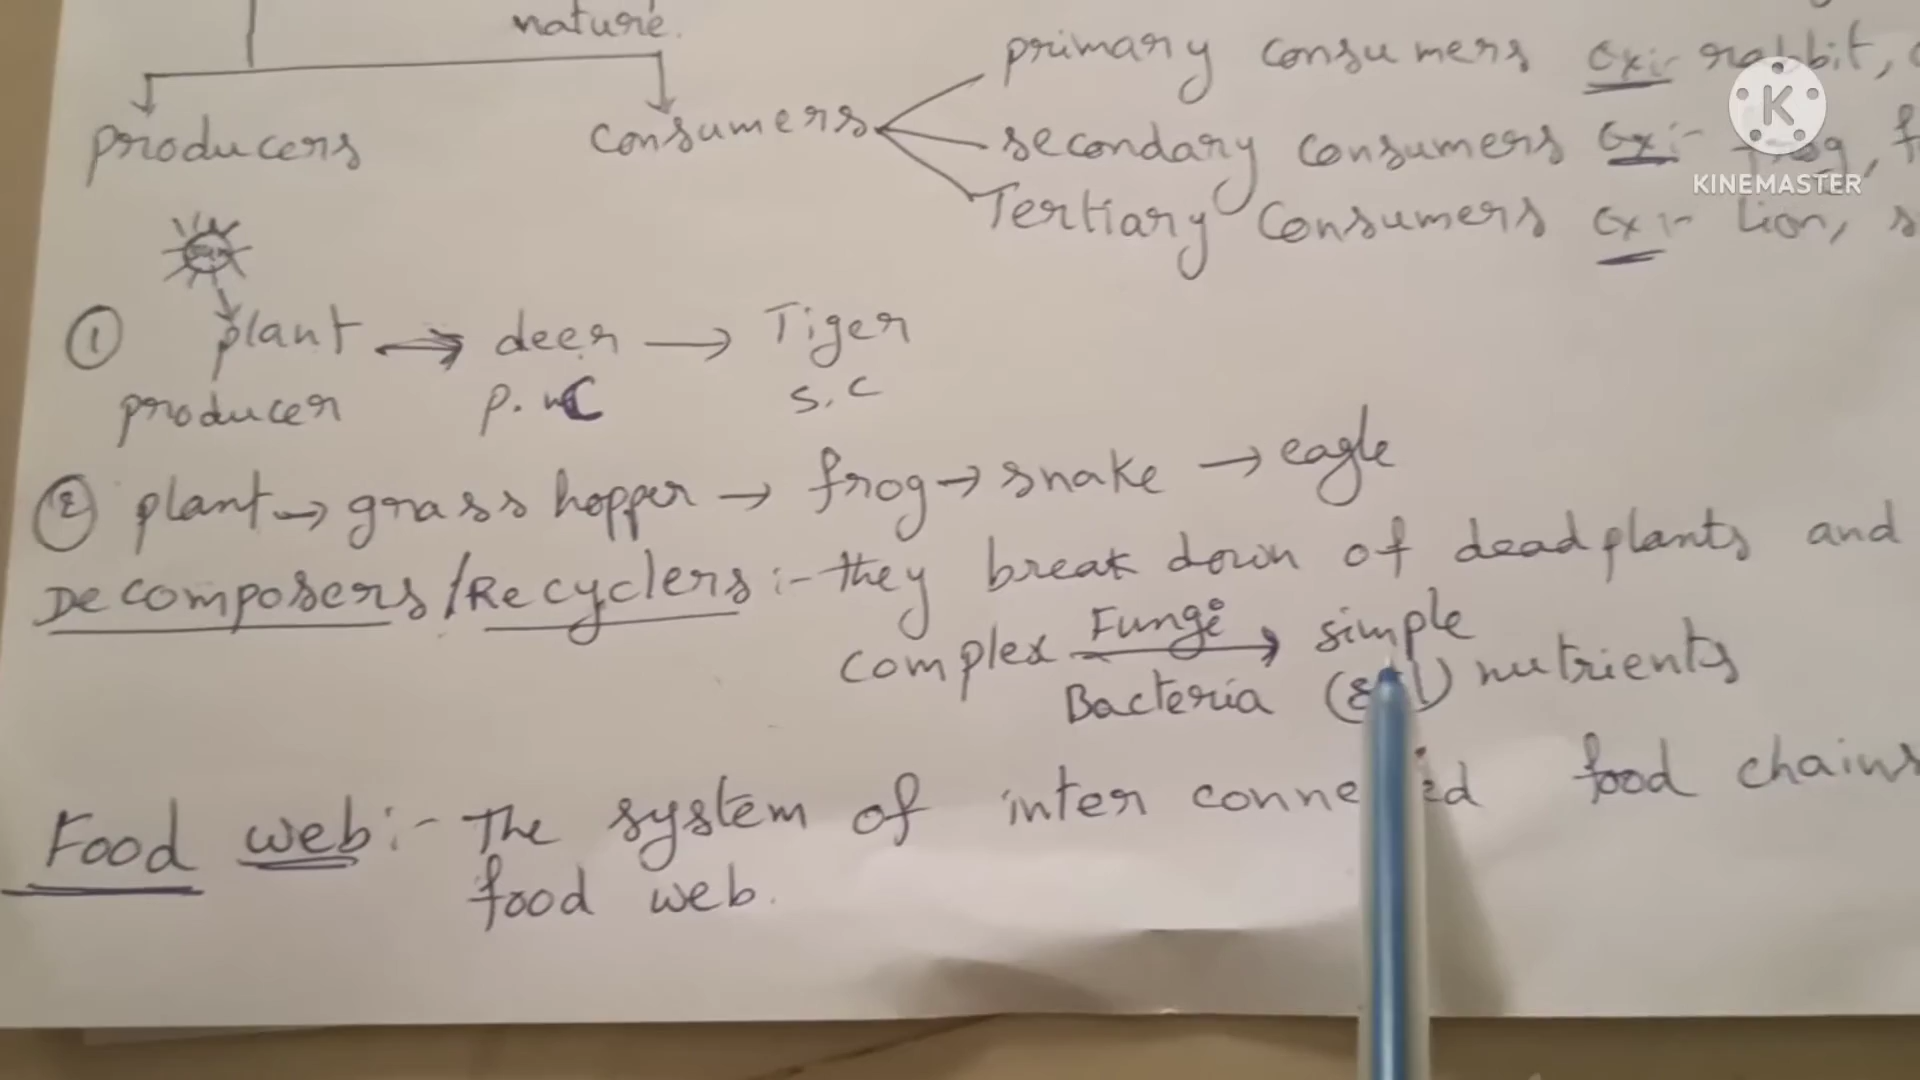 nature.
producers
consumers
primary consumers Ex:- rabbit,
secondary consumers Ex:- frog,
Tertiary consumers Ex:- Lion,
KINEMASTER
① plant → deer → Tiger
producer p. C S.C
② plant → grass hopper → frog → snake → eagle
Decomposers/Recyclers :- they break down of dead plants and
complex Fungi → simple
Bacteria nutrients
Food web :- The system of inter food chains
food web.